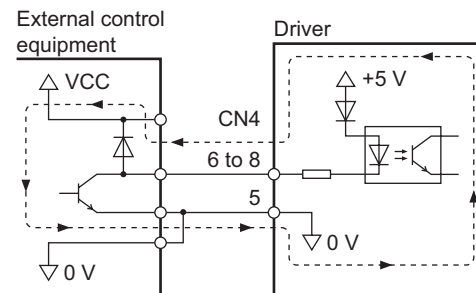 External control
equipment
Driver
VCC
CN4
+5 V
6 to 8
5
0 V
0 V